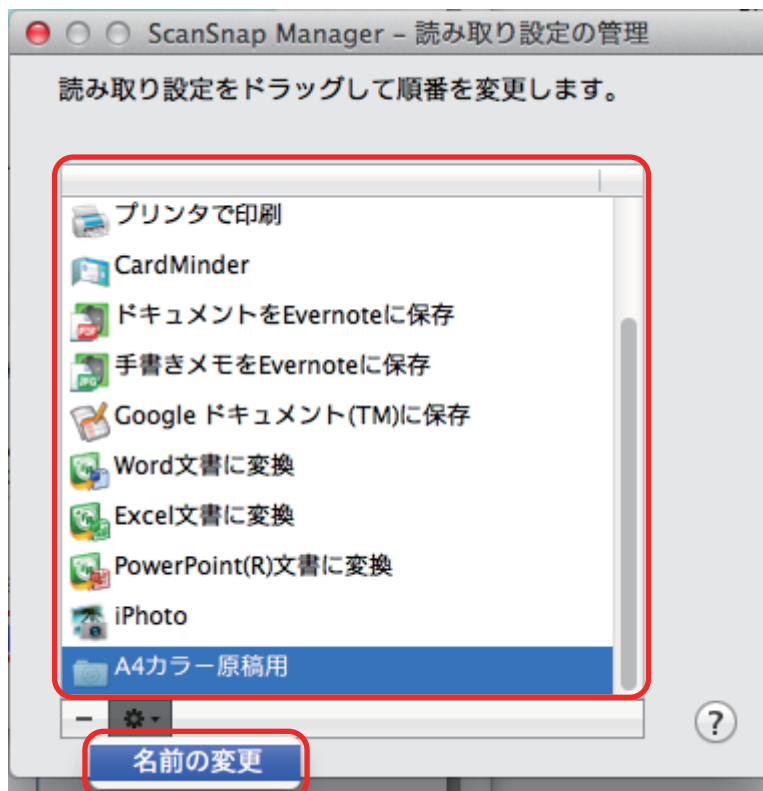 ScanSnap Manager – 読み取り設定の管理
読み取り設定をドラッグして順番を変更します。
プリンタで印刷
CardMinder
ドキュメントをEvernoteに保存
手書きメモをEvernoteに保存
Google ドキュメント(TM)に保存
Word文書に変換
Excel文書に変換
PowerPoint(R)文書に変換
iPhoto
A4カラー原稿用
名前の変更